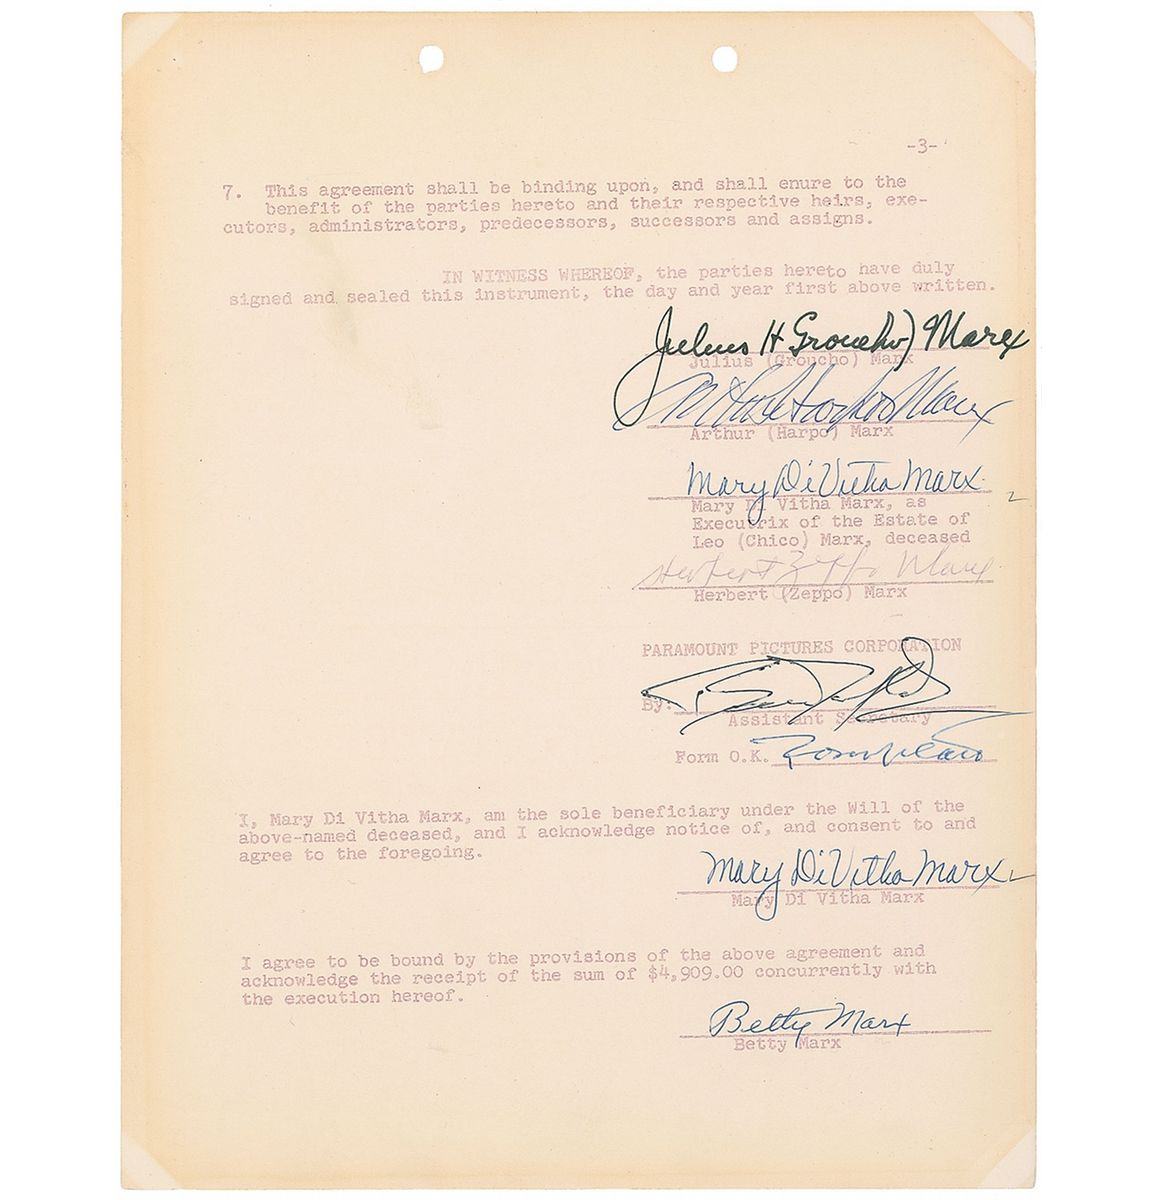 -3-
7. This agreement shall be binding upon, and shall enure to the
benefit of the parties hereto and their respective heirs, exe-
cutors, administrators, predecessors, successors and assigns.
IN WITNESS WHEREOF, the parties hereto have duly
signed and sealed this instrument, the day and year first above written.
Julius H Groucho) Marx
Julius (Groucho) Marx
Harpo Marx
Arthur (Harpo) Marx
Mary Di Vitha Marx
Mary Di Vitha Marx, as
Executrix of the Estate of
Leo (Chico) Marx, deceased
Herbert Zeppo Marx
Herbert (Zeppo) Marx
PARAMOUNT PICTURES CORPORATION
By:
Assistant Secretary
Form O.K.
I, Mary Di Vitha Marx, am the sole beneficiary under the Will of the
above-named deceased, and I acknowledge notice of, and consent to and
agree to the foregoing.
Mary Di Vitha Marx
Mary Di Vitha Marx
I agree to be bound by the provisions of the above agreement and
acknowledge the receipt of the sum of $4,909.00 concurrently with
the execution hereof.
Betty Marx
Betty Marx